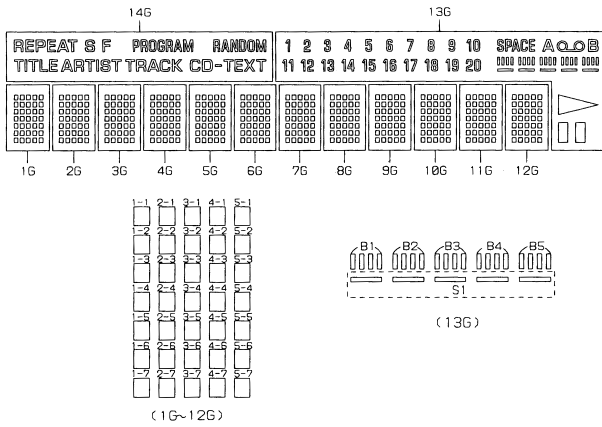 14G 13G
REPEAT S F PROGRAM RANDOM 1 2 3 4 5 6 7 8 9 10 SPACE A B
TITLE ARTIST TRACK CD-TEXT 11 12 13 14 15 16 17 18 19 20
1G 2G 3G 4G 5G 6G 7G 8G 9G 10G 11G 12G
1-1 2-1 3-1 4-1 5-1
1-2 2-2 3-2 4-2 5-2
1-3 2-3 3-3 4-3 5-3
1-4 2-4 3-4 4-4 5-4
1-5 2-5 3-5 4-5 5-5
1-6 2-6 3-6 4-6 5-6
1-7 2-7 3-7 4-7 5-7
(1G~12G)
B1 B2 B3 B4 B5
S1
(13G)